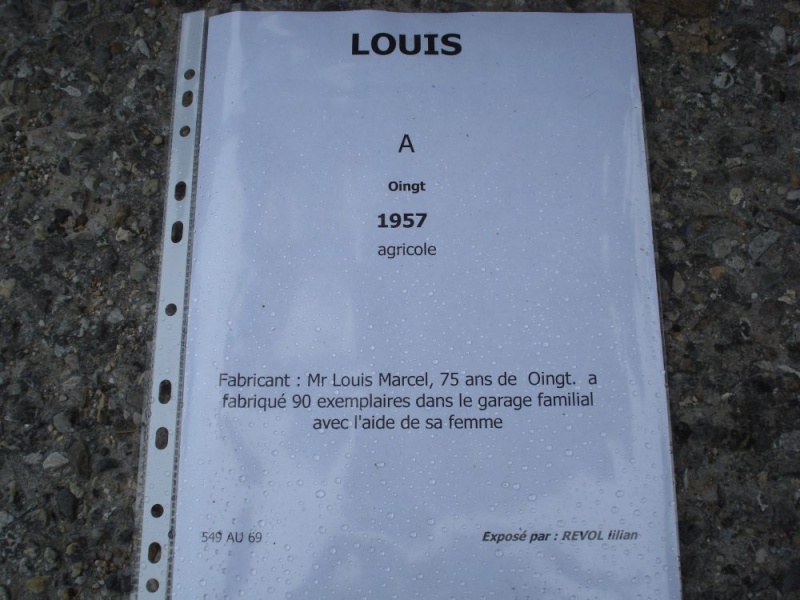 LOUIS
A
Oingt
1957
agricole
Fabricant : Mr Louis Marcel, 75 ans de Oingt. a
fabriqué 90 exemplaires dans le garage familial
avec l'aide de sa femme
549 AU 69
Exposé par : REVOL lilian